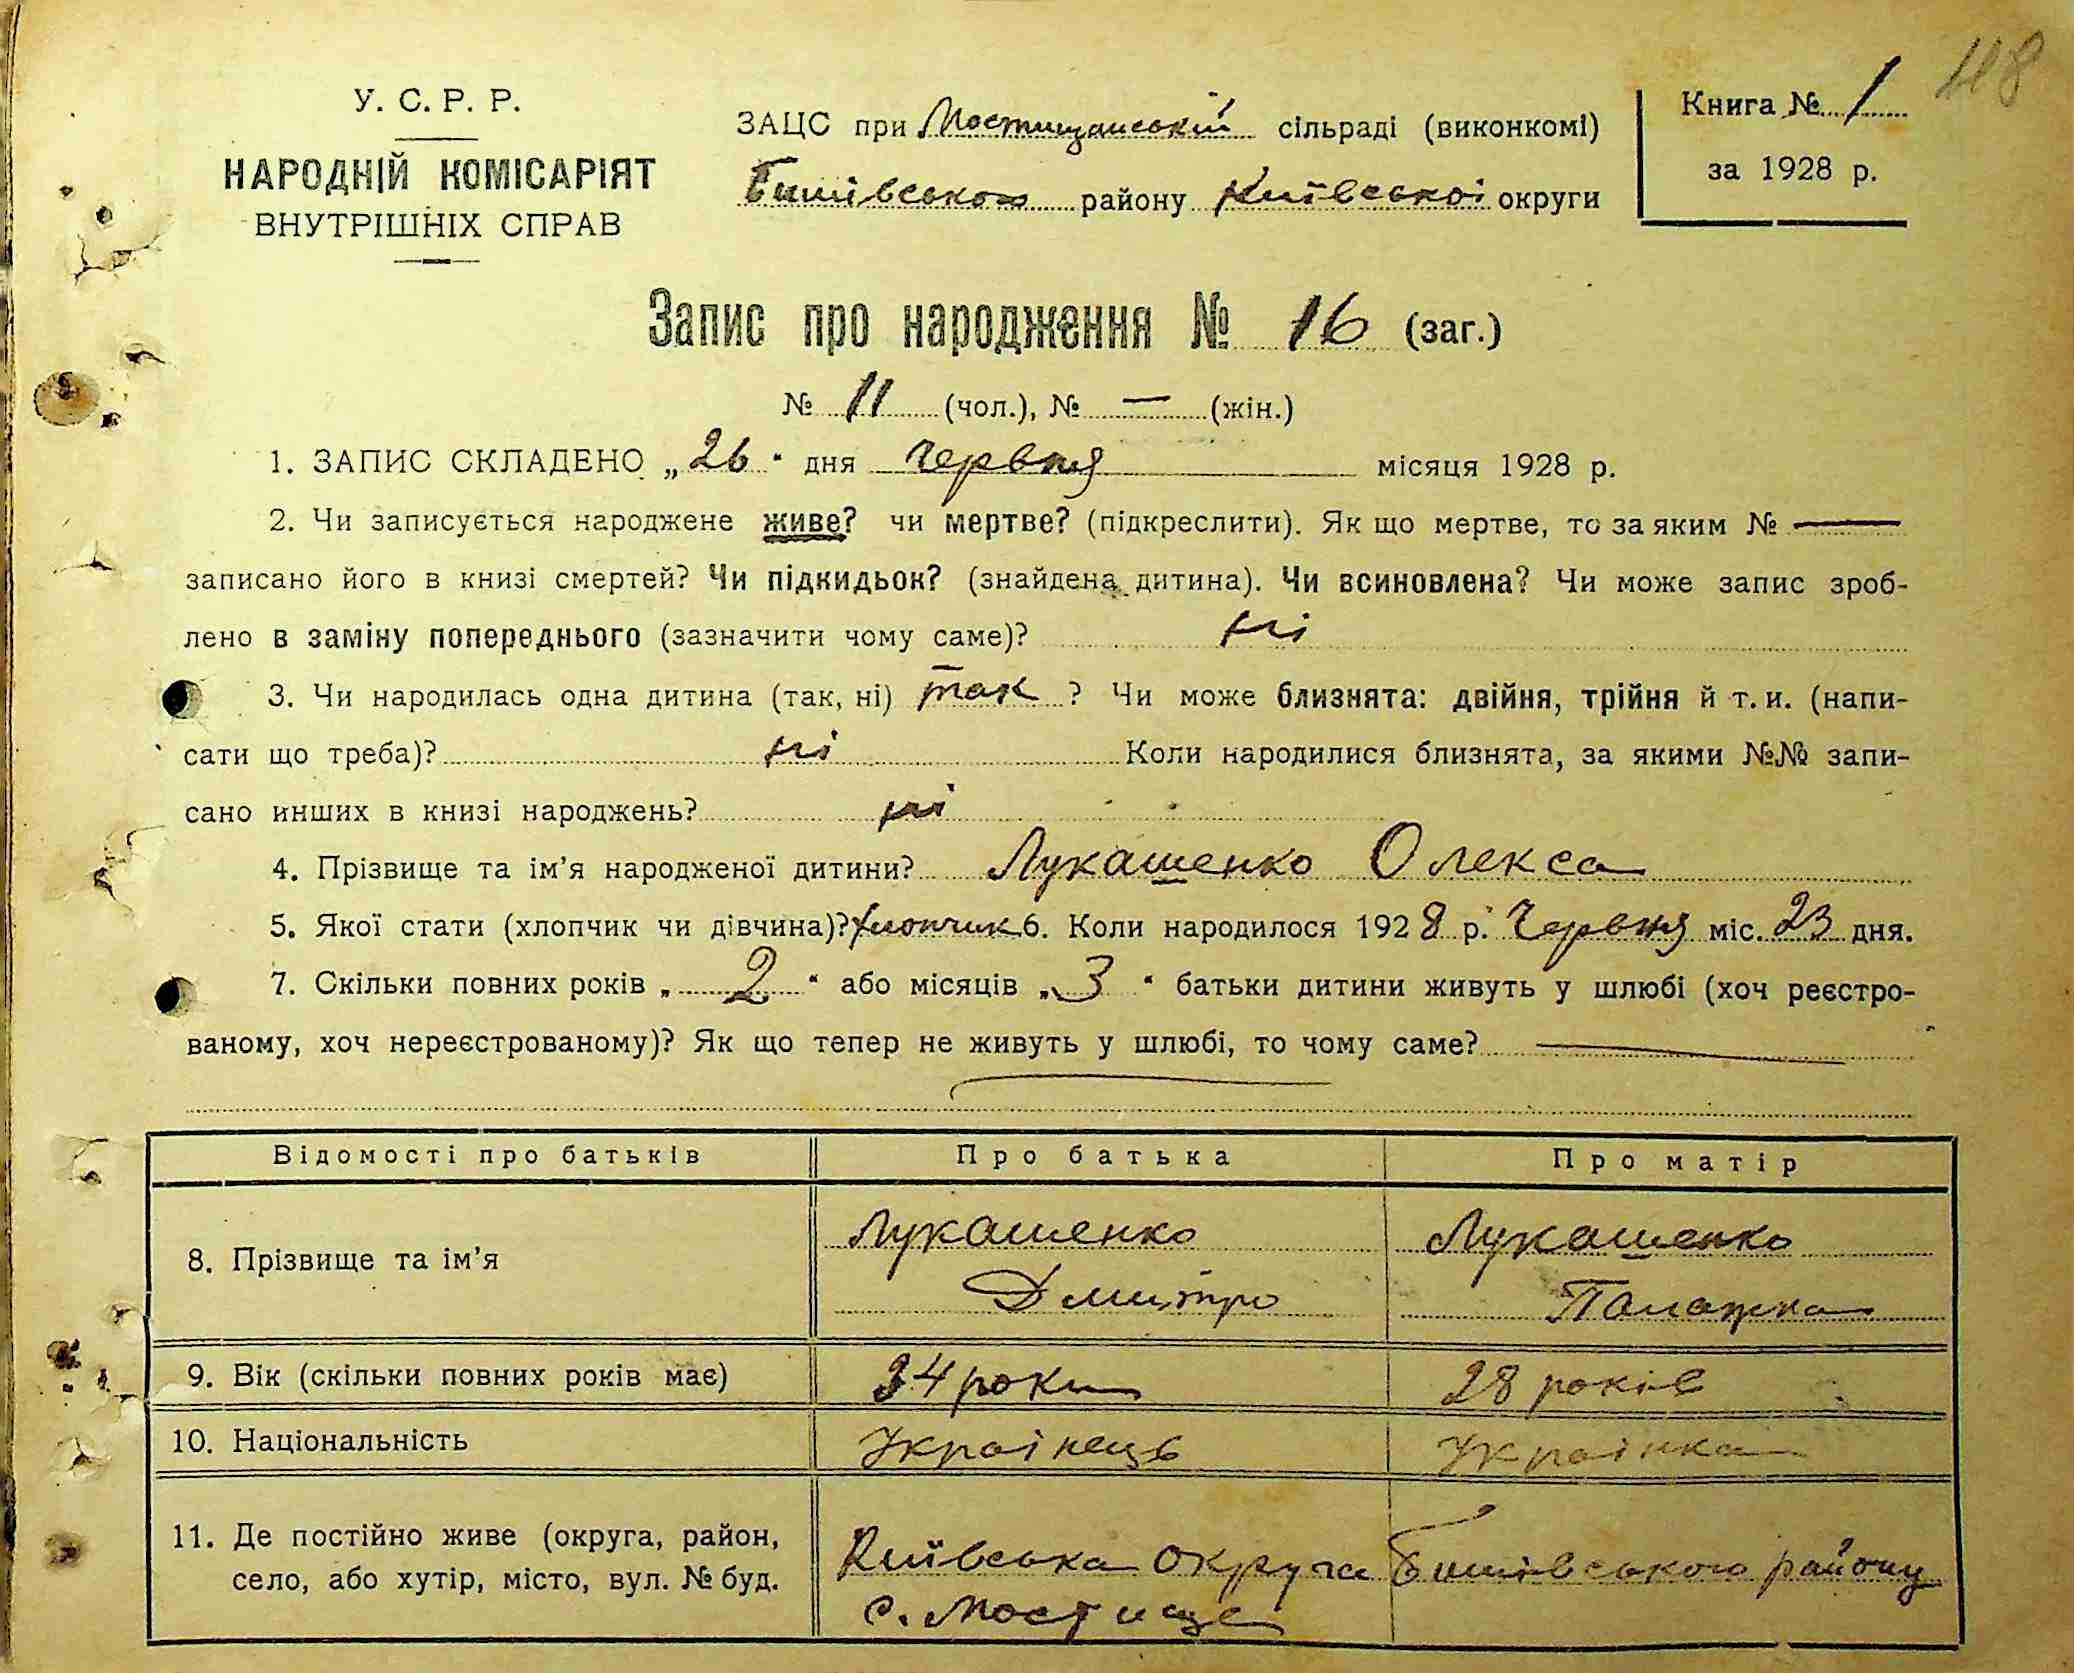 48
У. С. Р. Р.
НАРОДНІЙ КОМІСАРІЯТ
ВНУТРІШНІХ СПРАВ
ЗАЦС при Мостищанській сільраді (виконкомі)
Бишівського району Київської округи
Книга № 1
за 1928 р.
Запис про народження № 16 (заг.)
№ 11 (чол.), № — (жін.)
1. ЗАПИС СКЛАДЕНО „26" дня Червня місяця 1928 р.
2. Чи записується народжене живе? чи мертве? (підкреслити). Як що мертве, то за яким № —
записано його в книзі смертей? Чи підкидьок? (знайдена дитина). Чи всиновлена? Чи може запис зроб-
лено в заміну попереднього (зазначити чому саме)? ні
3. Чи народилась одна дитина (так, ні) так ? Чи може близнята: двійня, трійня й т. и. (напи-
сати що треба)? ні Коли народилися близнята, за якими №№ запи-
сано инших в книзі народжень? ні
4. Прізвище та ім'я народженої дитини? Лукашенко Олекса
5. Якої стати (хлопчик чи дівчина)? хлопчик 6. Коли народилося 1928 р. Червня міс. 23 дня.
7. Скільки повних років „2" або місяців „3" батьки дитини живуть у шлюбі (хоч реєстро-
ваному, хоч нереєстрованому)? Як що тепер не живуть у шлюбі, то чому саме? —
Відомості про батьків Про батька Про матір
8. Прізвище та ім'я Лукашенко Дмитро Лукашенко Палажка
9. Вік (скільки повних років має) 34 роки 28 років
10. Національність Українець Українка
11. Де постійно живе (округа, район, село, або хутір, місто, вул. № буд. Київська округа Бишівського району
с. Мостище